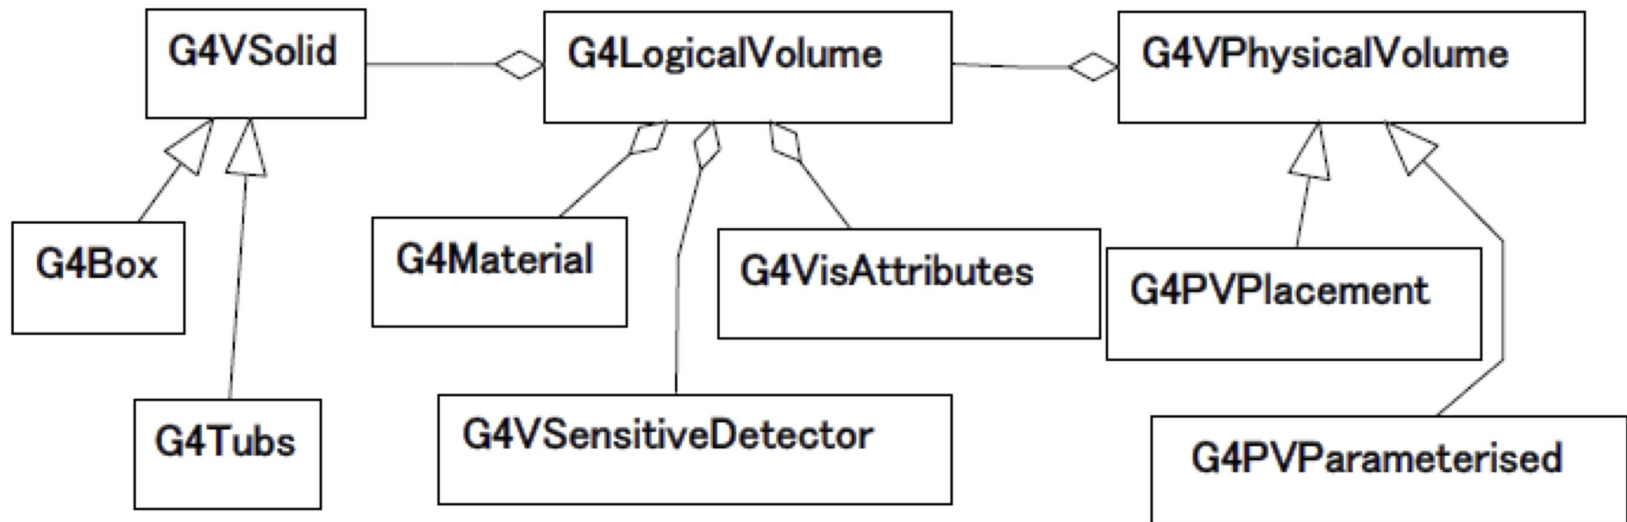 G4VSolid
G4LogicalVolume
G4VPhysicalVolume
G4Box
G4Material
G4VisAttributes
G4PVPlacement
G4Tubs
G4VSensitiveDetector
G4PVParameterised